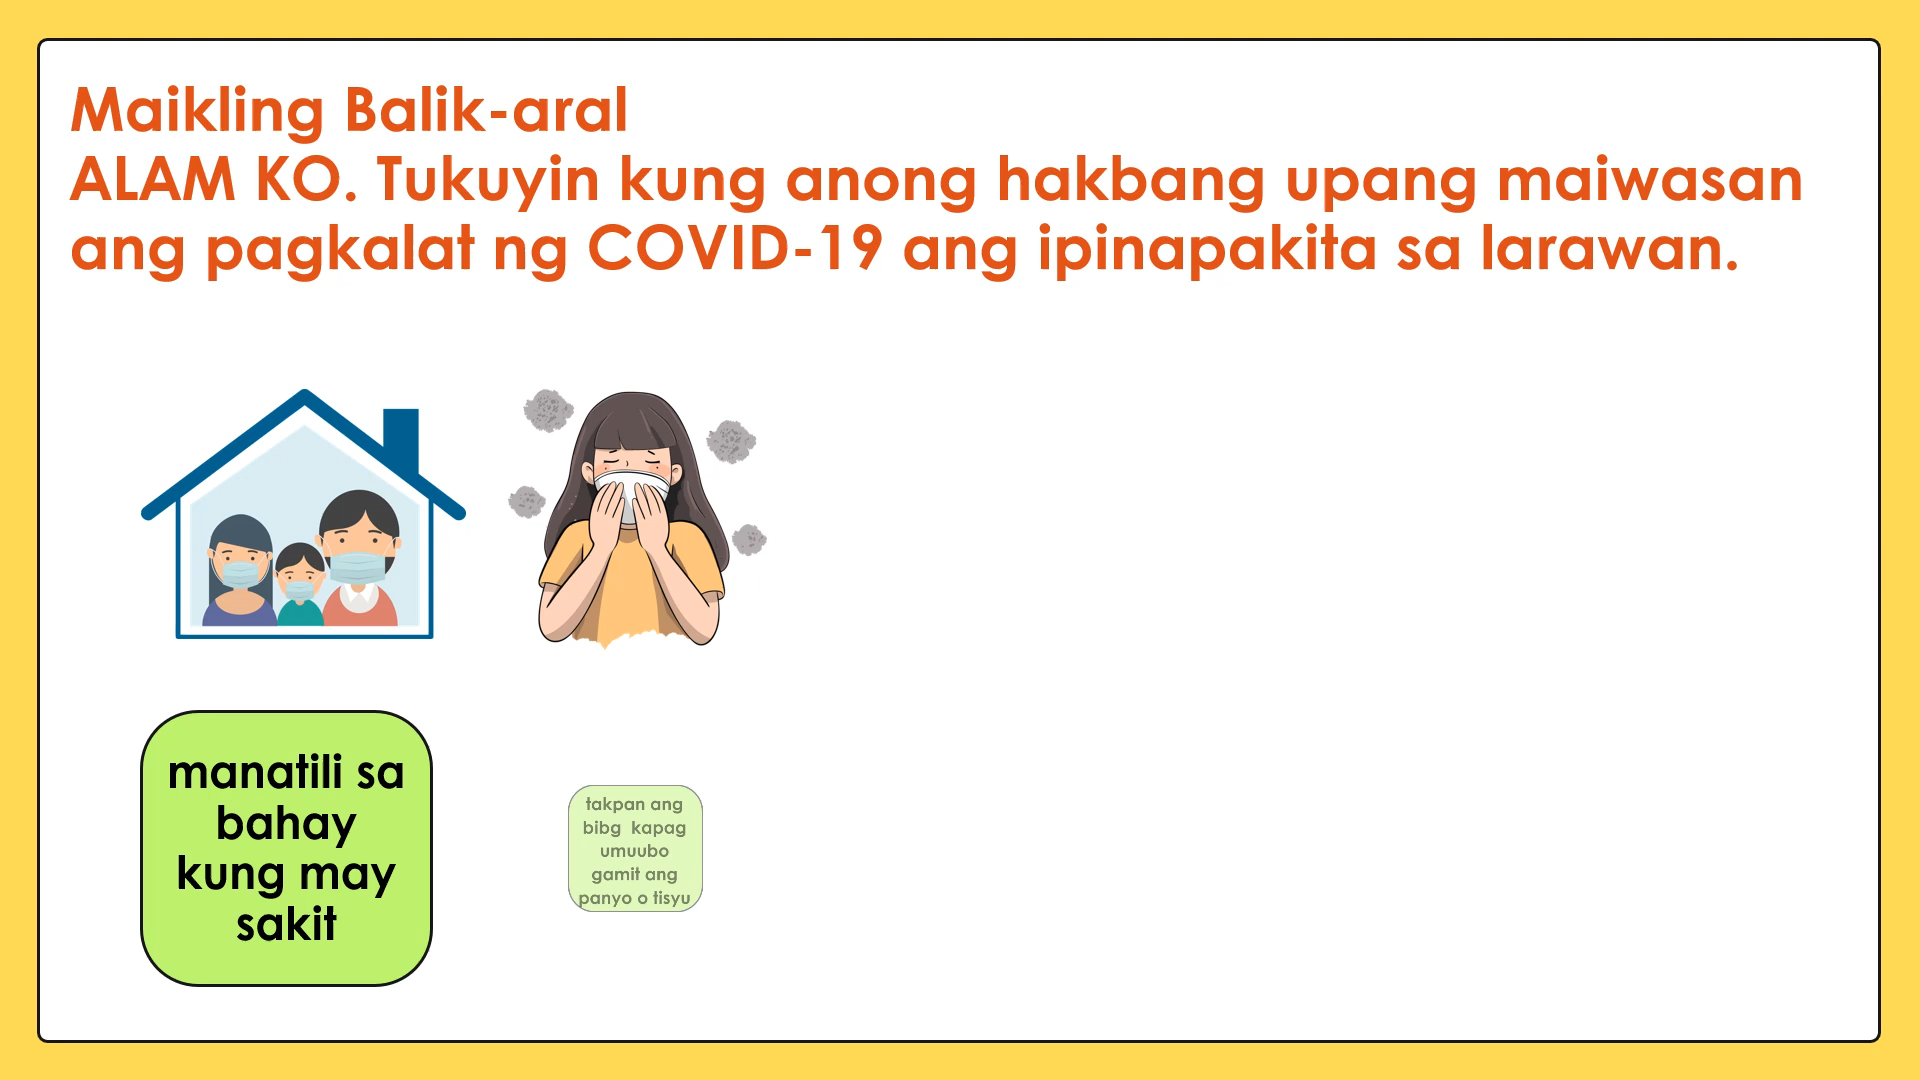 Maikling Balik-aral
ALAM KO. Tukuyin kung anong hakbang upang maiwasan
ang pagkalat ng COVID-19 ang ipinapakita sa larawan.
manatili sa
bahay
kung may
sakit
takpan ang
bibg kapag
umuubo
gamit ang
panyo o tisyu